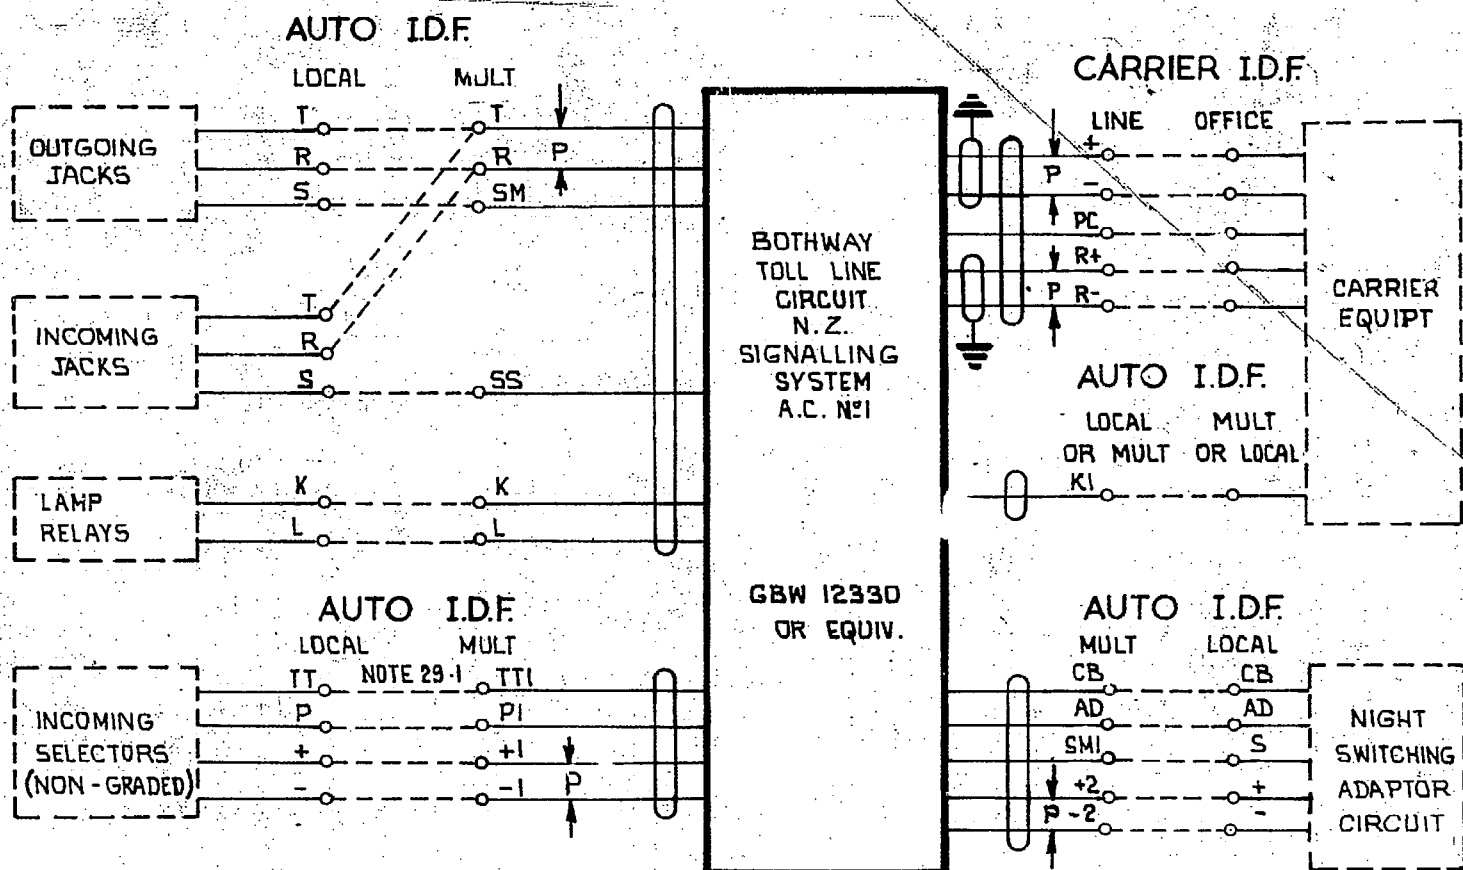 AUTO I.D.F.
LOCAL MULT
OUTGOING
JACKS
T T
R R P
S SM
INCOMING
JACKS
T
R
S SS
LAMP
RELAYS
K K
L L
AUTO I.D.F.
LOCAL MULT
INCOMING
SELECTORS
(NON-GRADED)
TT NOTE 29-1 TT1
P P1
+ +1
- -1 P
BOTHWAY
TOLL LINE
CIRCUIT
N.Z.
SIGNALLING
SYSTEM
A.C. Nº1
GBW 12330
OR EQUIV.
CARRIER I.D.F.
LINE OFFICE
+
P -
PC
R+
P R-
CARRIER
EQUIPT
AUTO I.D.F.
LOCAL MULT
OR MULT OR LOCAL
K1
AUTO I.D.F.
MULT LOCAL
CB CB
AD AD
SM1 S
+2 +
P -2 -
NIGHT
SWITCHING
ADAPTOR
CIRCUIT